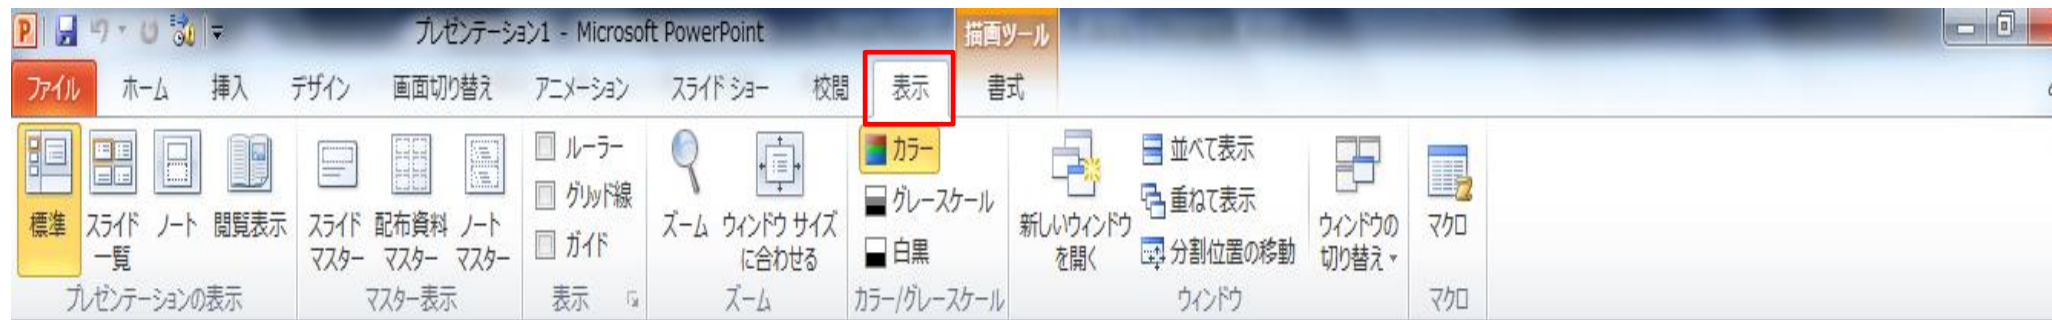 プレゼンテーション1 - Microsoft PowerPoint
描画ツール
ファイル ホーム 挿入 デザイン 画面切り替え アニメーション スライド ショー 校閲 表示 書式
標準
スライド
一覧
ノート
閲覧表示
プレゼンテーションの表示
スライド
マスター
配布資料
マスター
ノート
マスター
マスター表示
ルーラー
グリッド線
ガイド
表示
ズーム
ウィンドウ サイズ
に合わせる
ズーム
カラー
グレースケール
白黒
カラー/グレースケール
新しいウィンドウ
を開く
並べて表示
重ねて表示
分割位置の移動
ウィンドウの
切り替え
ウィンドウ
マクロ
マクロ